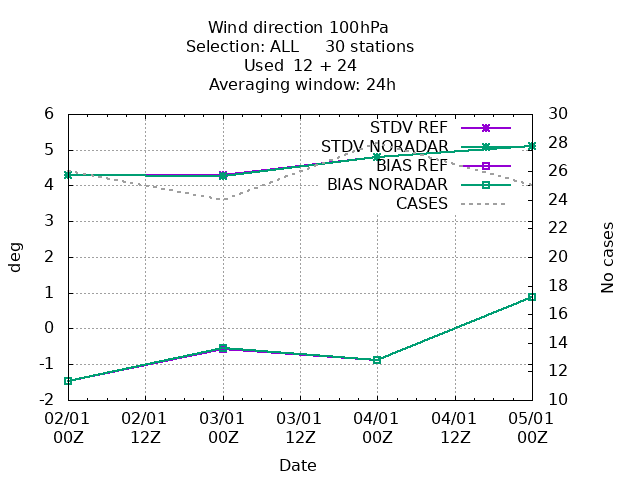 Wind direction 100hPa
Selection: ALL 30 stations
Used 12 + 24
Averaging window: 24h
STDV REF
STDV NORADAR
BIAS REF
BIAS NORADAR
CASES
deg
6
5
4
3
2
1
0
-1
-2
No cases
30
28
26
24
22
20
18
16
14
12
10
02/01 02/01 03/01 03/01 04/01 04/01 05/01
00Z 12Z 00Z 12Z 00Z 12Z 00Z
Date